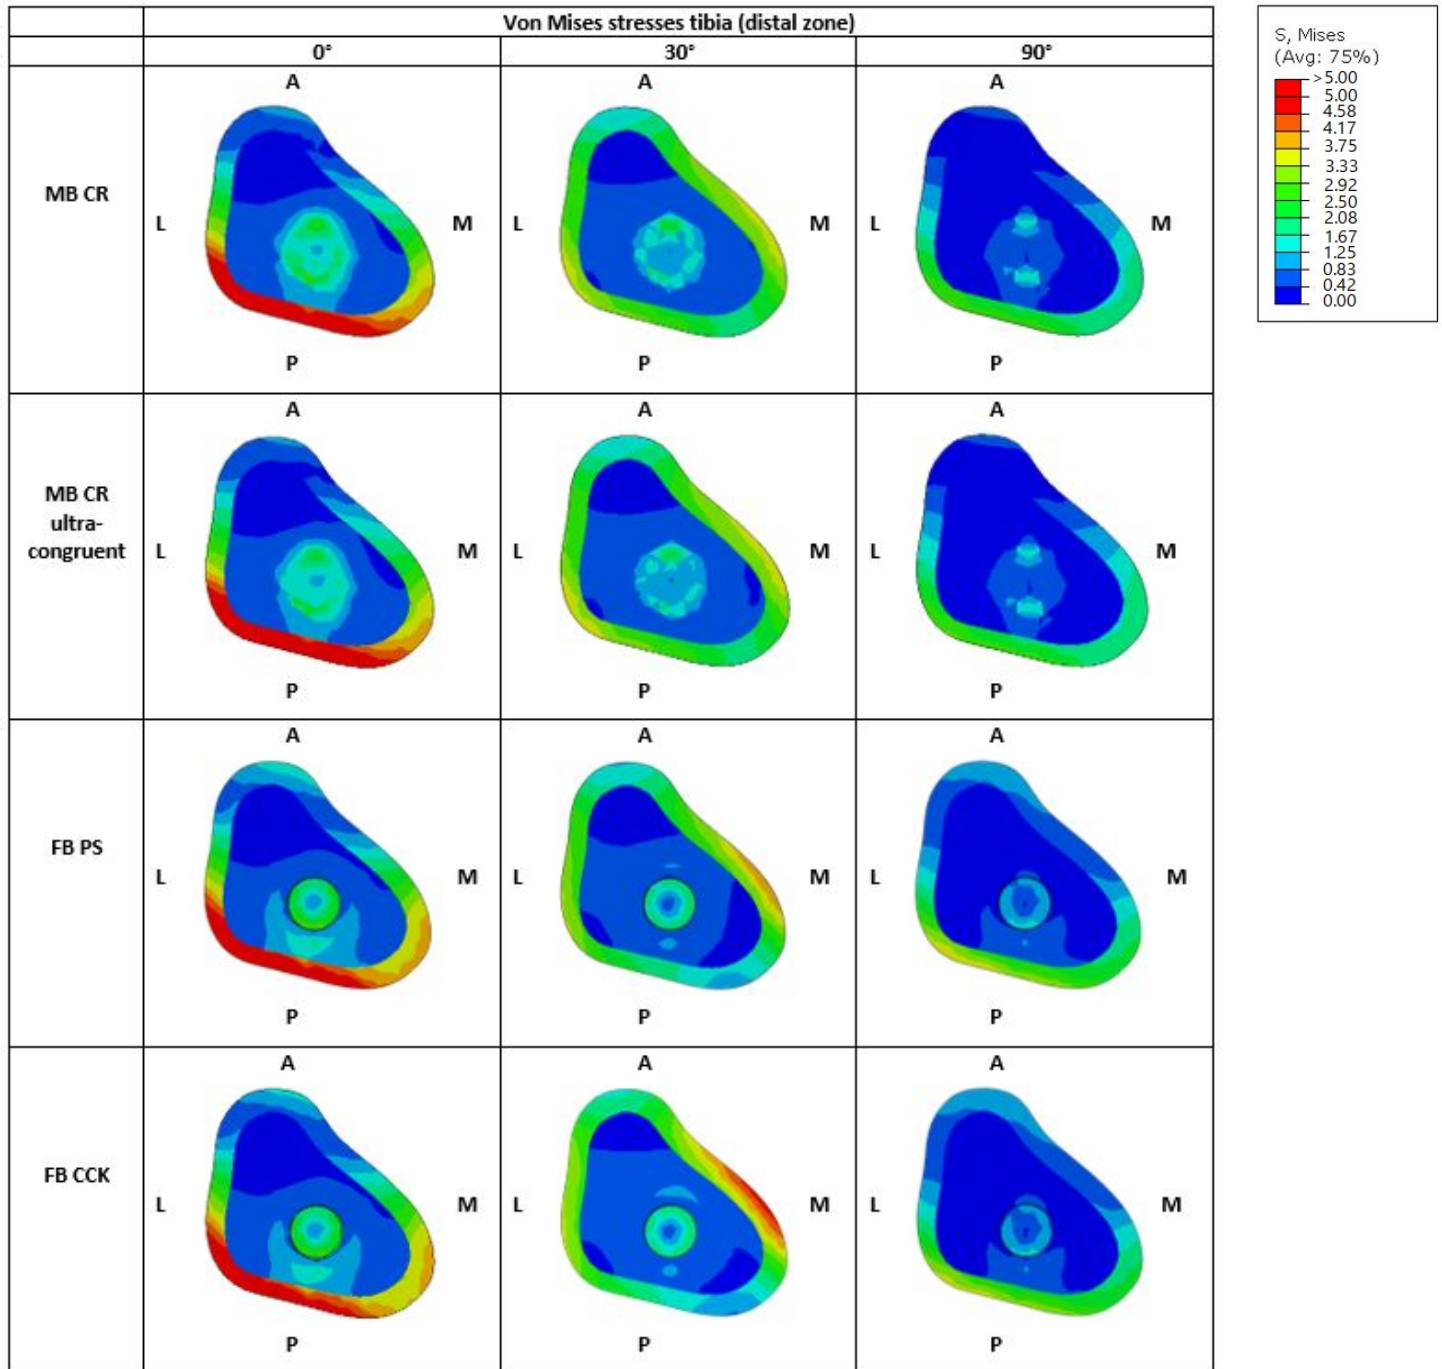 Von Mises stresses tibia (distal zone)
0° 30° 90°
A A A
MB CR
L M L M L M
P P P
A A A
MB CR
ultra-
congruent
L M L M L M
P P P
A A A
FB PS
L M L M L M
P P P
A A A
FB CCK
L M L M L M
P P P
S, Mises
(Avg: 75%)
>5.00
5.00
4.58
4.17
3.75
3.33
2.92
2.50
2.08
1.67
1.25
0.83
0.42
0.00